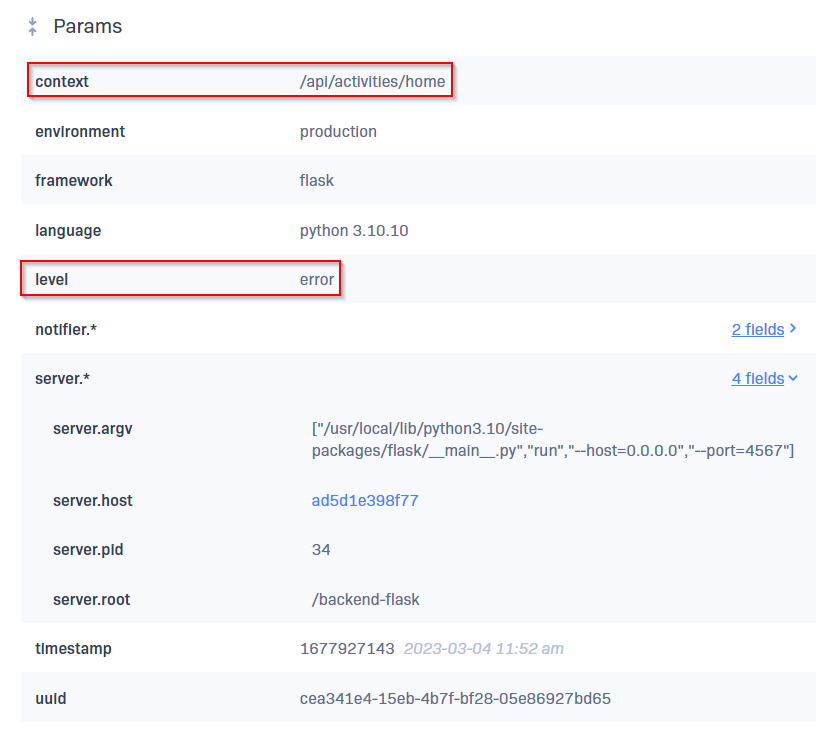 Params
context /api/activities/home
environment production
framework flask
language python 3.10.10
level error
notifier.* 2 fields
server.* 4 fields
server.argv ["/usr/local/lib/python3.10/site-
packages/flask/__main__.py","run","--host=0.0.0.0","--port=4567"]
server.host ad5d1e398f77
server.pid 34
server.root /backend-flask
timestamp 1677927143 2023-03-04 11:52 am
uuid cea341e4-15eb-4b7f-bf28-05e86927bd65